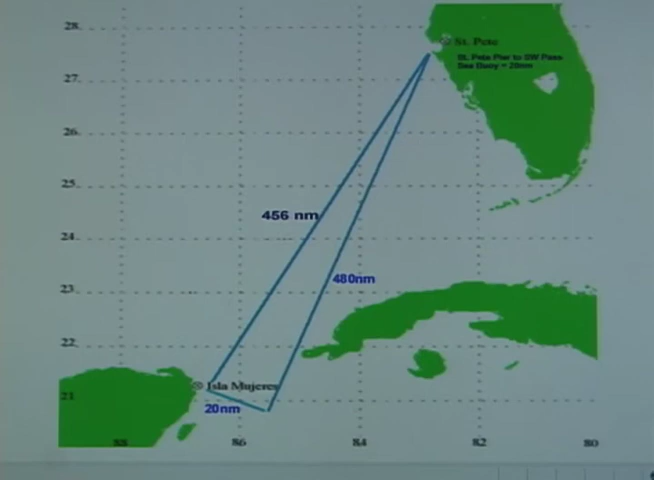 28
St. Pete
St. Pete Pier to SW Pass
Sea Buoy = 20nm
27
26
25
456 nm
24
480nm
23
22
Isla Mujeres
21
20nm
88
86
84
82
80